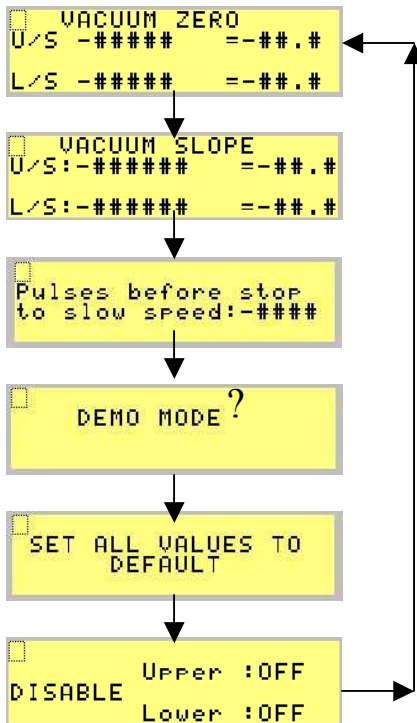 VACUUM ZERO
U/S -##### =-##.#
L/S -##### =-##.#
VACUUM SLOPE
U/S:-###### =-##.#
L/S:-###### =-##.#
Pulses before stop
to slow speed:-####
DEMO MODE ?
SET ALL VALUES TO
DEFAULT
Upper :OFF
DISABLE
Lower :OFF